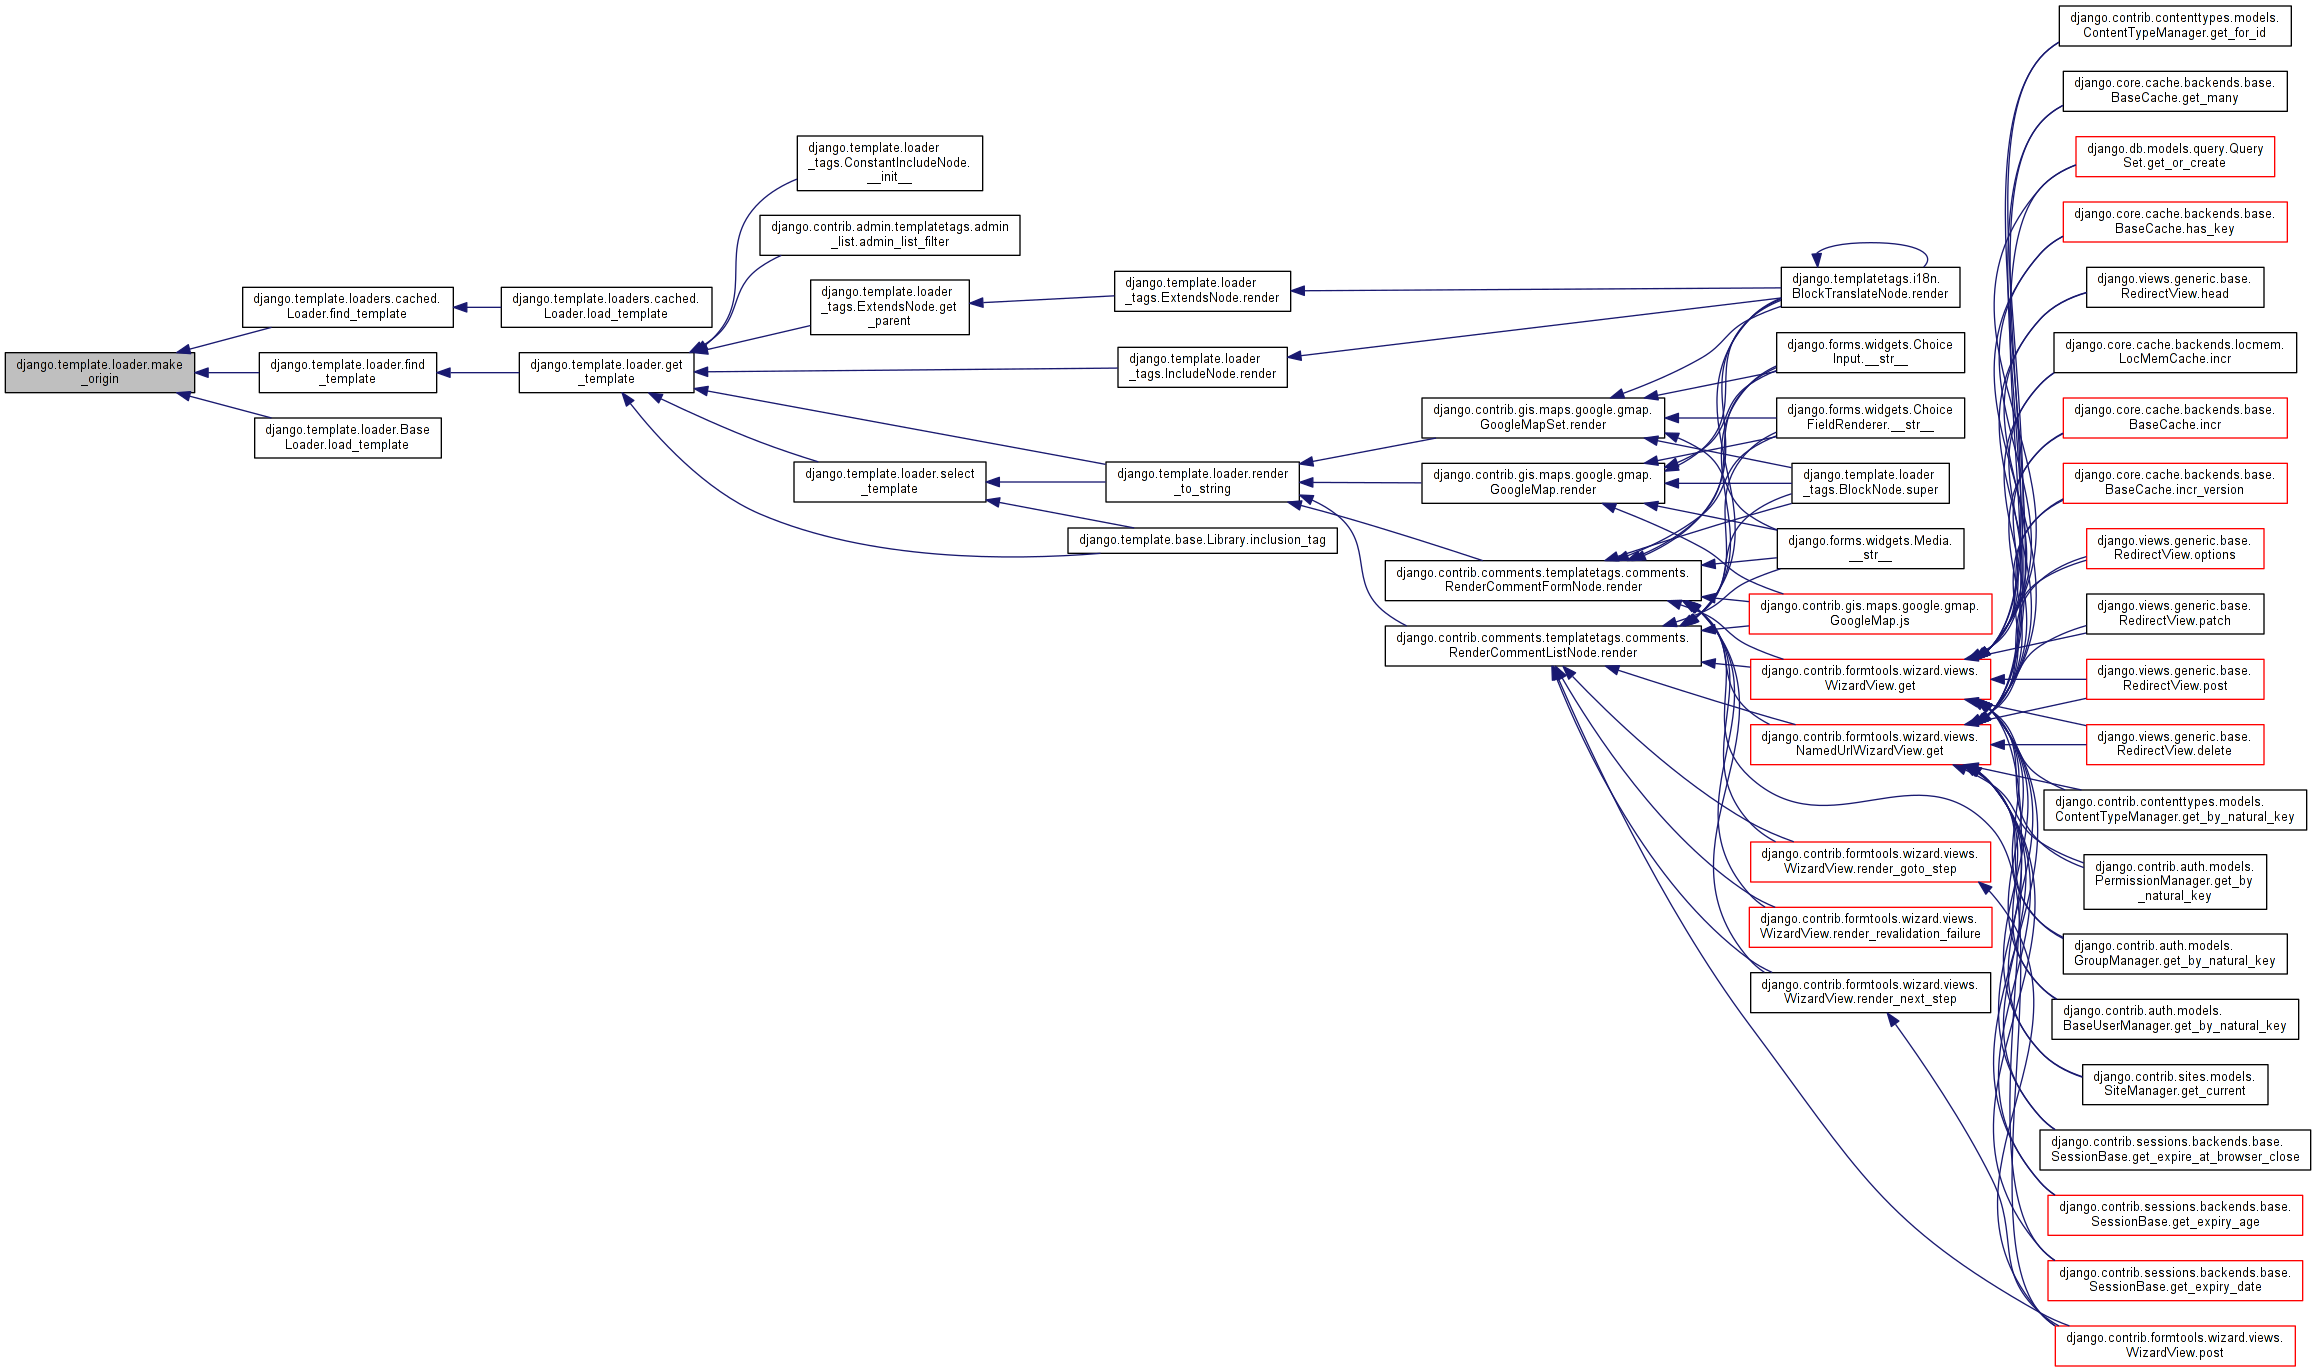 django.template.loader.make
_origin
django.template.loaders.cached.
Loader.find_template
django.template.loader.find
_template
django.template.loader.Base
Loader.load_template
django.template.loaders.cached.
Loader.load_template
django.template.loader.get
_template
django.template.loader
_tags.ConstantIncludeNode.
__init__
django.contrib.admin.templatetags.admin
_list.admin_list_filter
django.template.loader
_tags.ExtendsNode.get
_parent
django.template.loader.select
_template
django.template.loader
_tags.ExtendsNode.render
django.template.loader
_tags.IncludeNode.render
django.template.loader.render
_to_string
django.template.base.Library.inclusion_tag
django.contrib.gis.maps.google.gmap.
GoogleMapSet.render
django.contrib.gis.maps.google.gmap.
GoogleMap.render
django.contrib.comments.templatetags.comments.
RenderCommentFormNode.render
django.contrib.comments.templatetags.comments.
RenderCommentListNode.render
django.templatetags.i18n.
BlockTranslateNode.render
django.forms.widgets.Choice
Input.__str__
django.forms.widgets.Choice
FieldRenderer.__str__
django.template.loader
_tags.BlockNode.super
django.forms.widgets.Media.
__str__
django.contrib.gis.maps.google.gmap.
GoogleMap.js
django.contrib.formtools.wizard.views.
WizardView.get
django.contrib.formtools.wizard.views.
NamedUrlWizardView.get
django.contrib.formtools.wizard.views.
WizardView.render_goto_step
django.contrib.formtools.wizard.views.
WizardView.render_revalidation_failure
django.contrib.formtools.wizard.views.
WizardView.render_next_step
django.contrib.contenttypes.models.
ContentTypeManager.get_for_id
django.core.cache.backends.base.
BaseCache.get_many
django.db.models.query.Query
Set.get_or_create
django.core.cache.backends.base.
BaseCache.has_key
django.views.generic.base.
RedirectView.head
django.core.cache.backends.locmem.
LocMemCache.incr
django.core.cache.backends.base.
BaseCache.incr
django.core.cache.backends.base.
BaseCache.incr_version
django.views.generic.base.
RedirectView.options
django.views.generic.base.
RedirectView.patch
django.views.generic.base.
RedirectView.post
django.views.generic.base.
RedirectView.delete
django.contrib.contenttypes.models.
ContentTypeManager.get_by_natural_key
django.contrib.auth.models.
PermissionManager.get_by
_natural_key
django.contrib.auth.models.
GroupManager.get_by_natural_key
django.contrib.auth.models.
BaseUserManager.get_by_natural_key
django.contrib.sites.models.
SiteManager.get_current
django.contrib.sessions.backends.base.
SessionBase.get_expire_at_browser_close
django.contrib.sessions.backends.base.
SessionBase.get_expiry_age
django.contrib.sessions.backends.base.
SessionBase.get_expiry_date
django.contrib.formtools.wizard.views.
WizardView.post